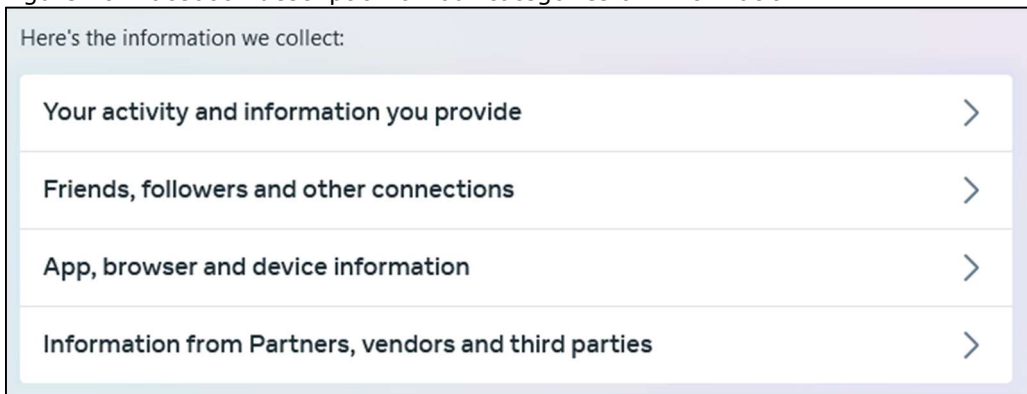 Here's the information we collect:
Your activity and information you provide
Friends, followers and other connections
App, browser and device information
Information from Partners, vendors and third parties